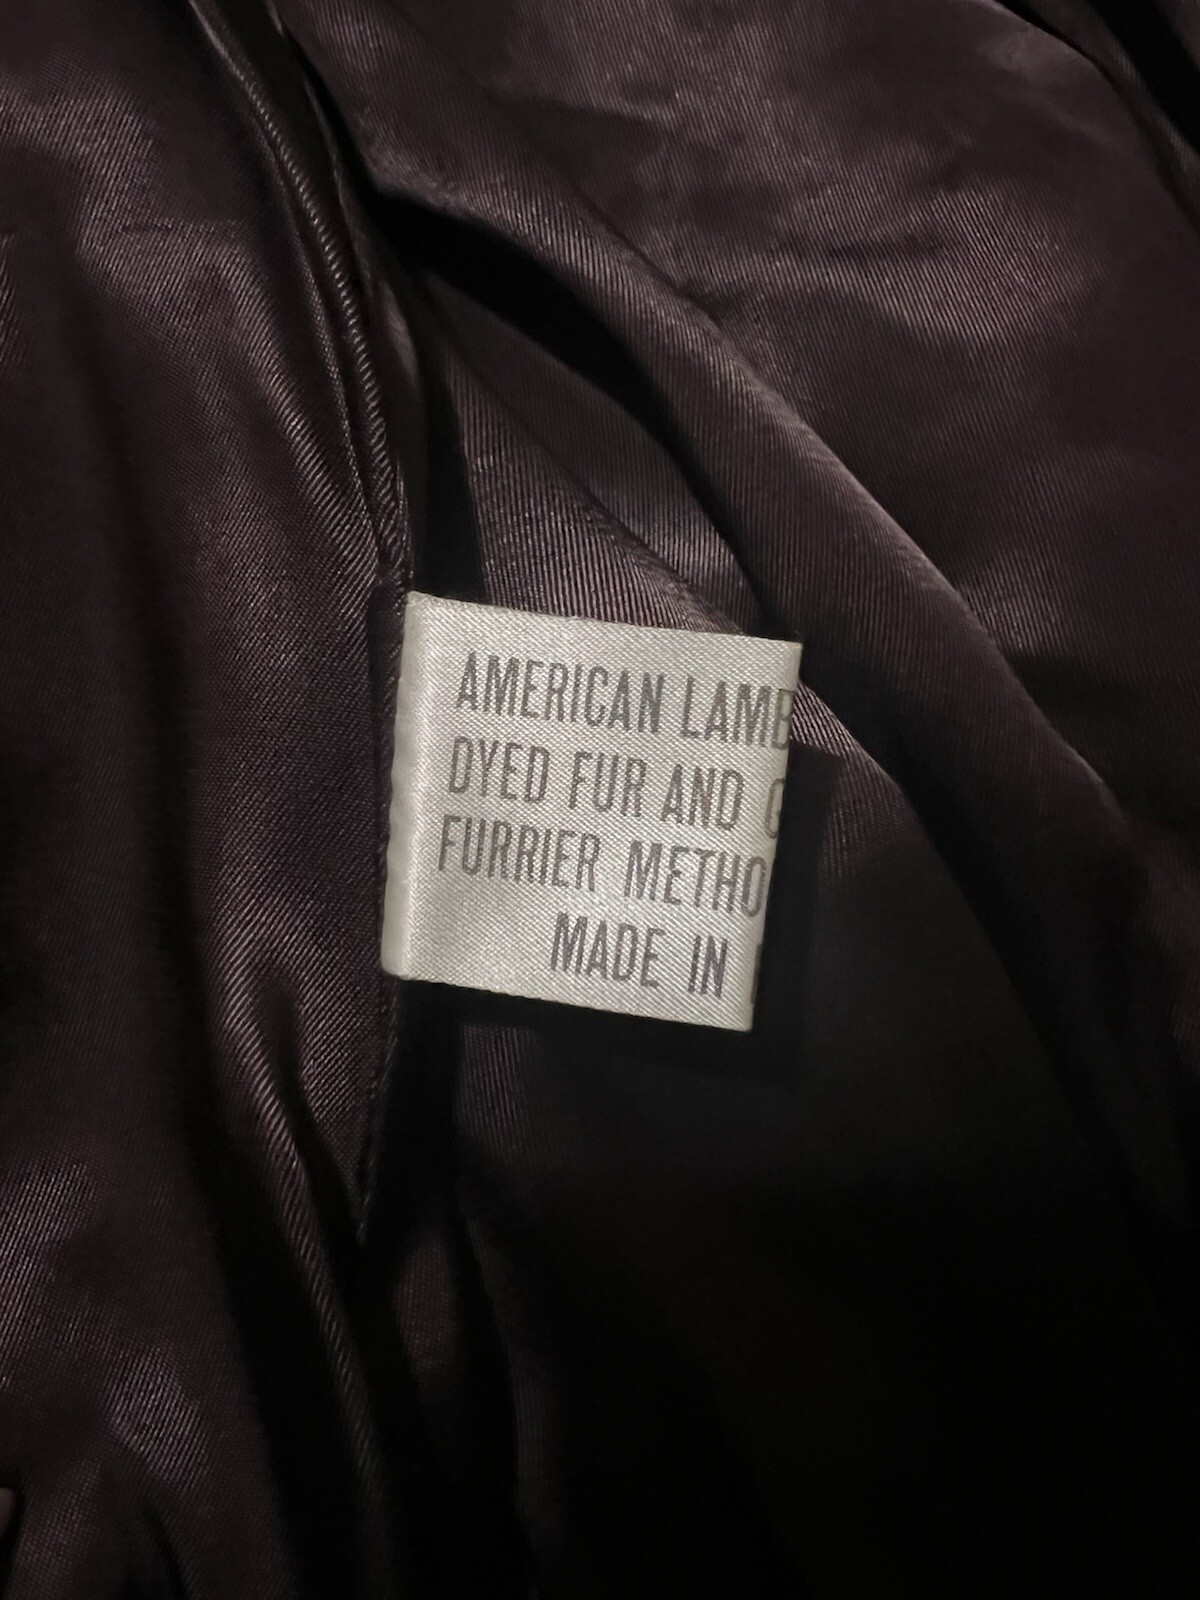 AMERICAN LAMB
DYED FUR AND
FURRIER METHO
MADE IN